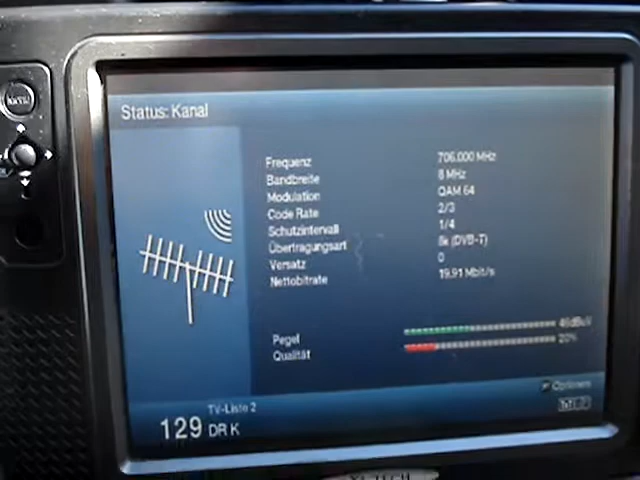 Status: Kanal
Frequenz 706.000 MHz
Bandbreite 8 MHz
Modulation QAM 64
Code Rate 2/3
Schutzintervall 1/4
Übertragungsart 8k (DVB-T)
Versatz 0
Nettobitrate 19.91 Mbit/s
Pegel
Qualität 20%
Optionen
TV-Liste 2
129 DR K